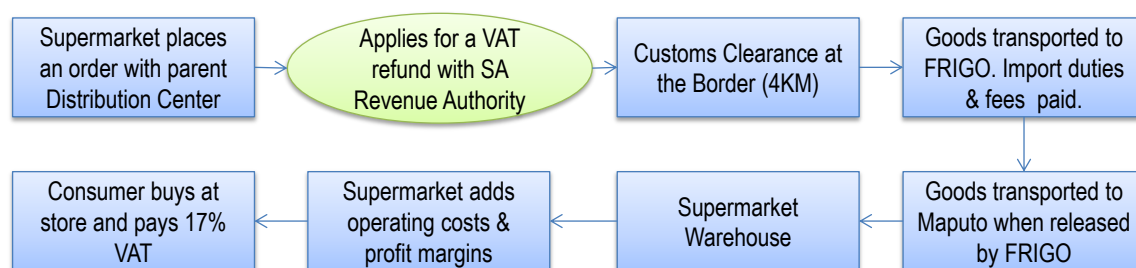 Supermarket places
an order with parent
Distribution Center
Applies for a VAT
refund with SA
Revenue Authority
Customs Clearance at
the Border (4KM)
Goods transported to
FRIGO. Import duties
& fees paid.
Goods transported to
Maputo when released
by FRIGO
Supermarket
Warehouse
Supermarket adds
operating costs &
profit margins
Consumer buys at
store and pays 17%
VAT